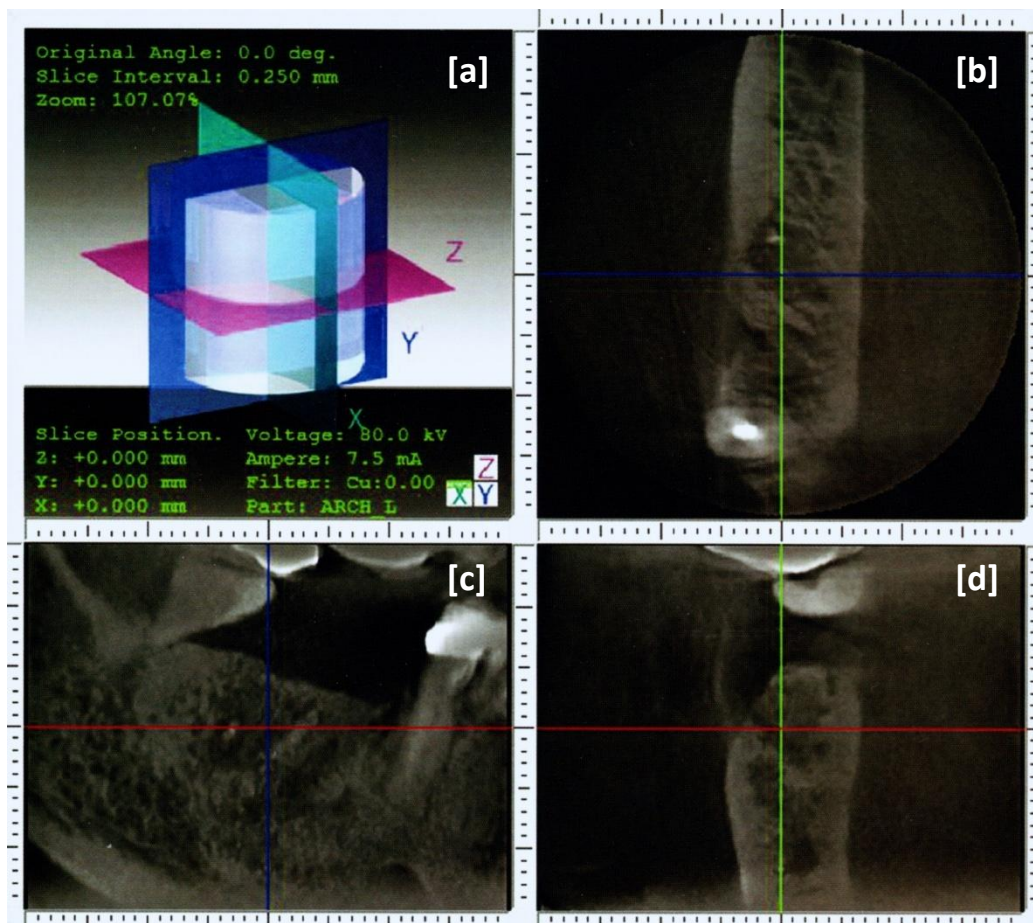 Original Angle: 0.0 deg.
Slice Interval: 0.250 mm
Zoom: 107.07%
[a]
Z
Y
X
Slice Position. Voltage: 80.0 kV
Z: +0.000 mm Ampere: 7.5 mA
Y: +0.000 mm Filter: Cu:0.00
X: +0.000 mm Part: ARCH_L
Z
X Y
[b]
[c]
[d]